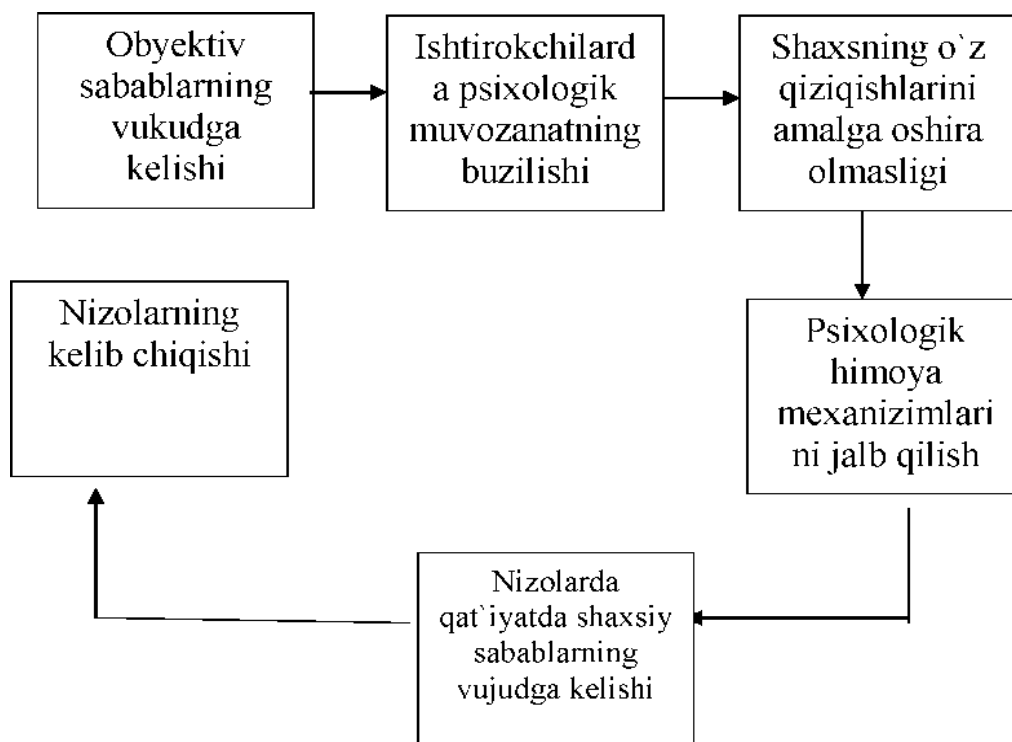 Obyektiv
sabablarning
vukudga
kelishi
Ishtirokchilard
a psixologik
muvozanatning
buzilishi
Shaxsning o`z
qiziqishlarini
amalga oshira
olmasligi
Psixologik
himoya
mexanizimlari
ni jalb qilish
Nizolarda
qat`iyatda shaxsiy
sabablarning
vujudga kelishi
Nizolarning
kelib chiqishi